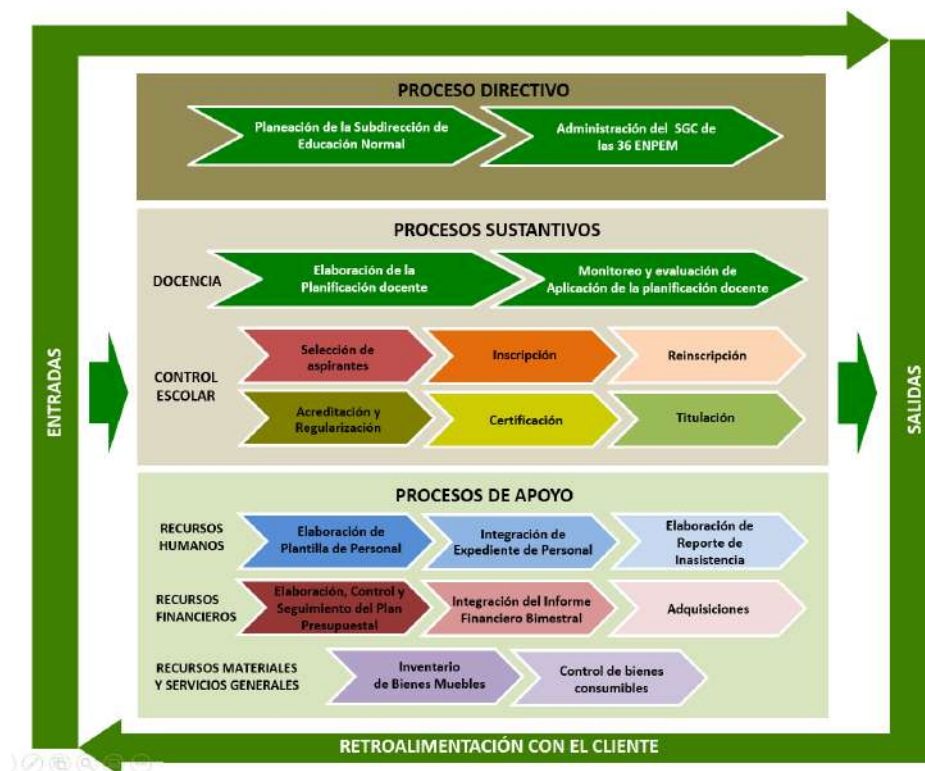 PROCESO DIRECTIVO
Planeación de la Subdirección de
Educación Normal
Administración del SGC de
las 36 ENPEM
PROCESOS SUSTANTIVOS
DOCENCIA
Elaboración de la
Planificación docente
Monitoreo y evaluación de
Aplicación de la planificación docente
CONTROL
ESCOLAR
Selección de
aspirantes
Inscripción
Reinscripción
Acreditación y
Regularización
Certificación
Titulación
ENTRADAS
SALIDAS
PROCESOS DE APOYO
RECURSOS
HUMANOS
Elaboración de
Plantilla de Personal
Integración de
Expediente de Personal
Elaboración de
Reporte de
Inasistencia
RECURSOS
FINANCIEROS
Elaboración, Control y
Seguimiento del Plan
Presupuestal
Integración del Informe
Financiero Bimestral
Adquisiciones
RECURSOS MATERIALES
Y SERVICIOS GENERALES
Inventario
de Bienes Muebles
Control de bienes
consumibles
RETROALIMENTACIÓN CON EL CLIENTE